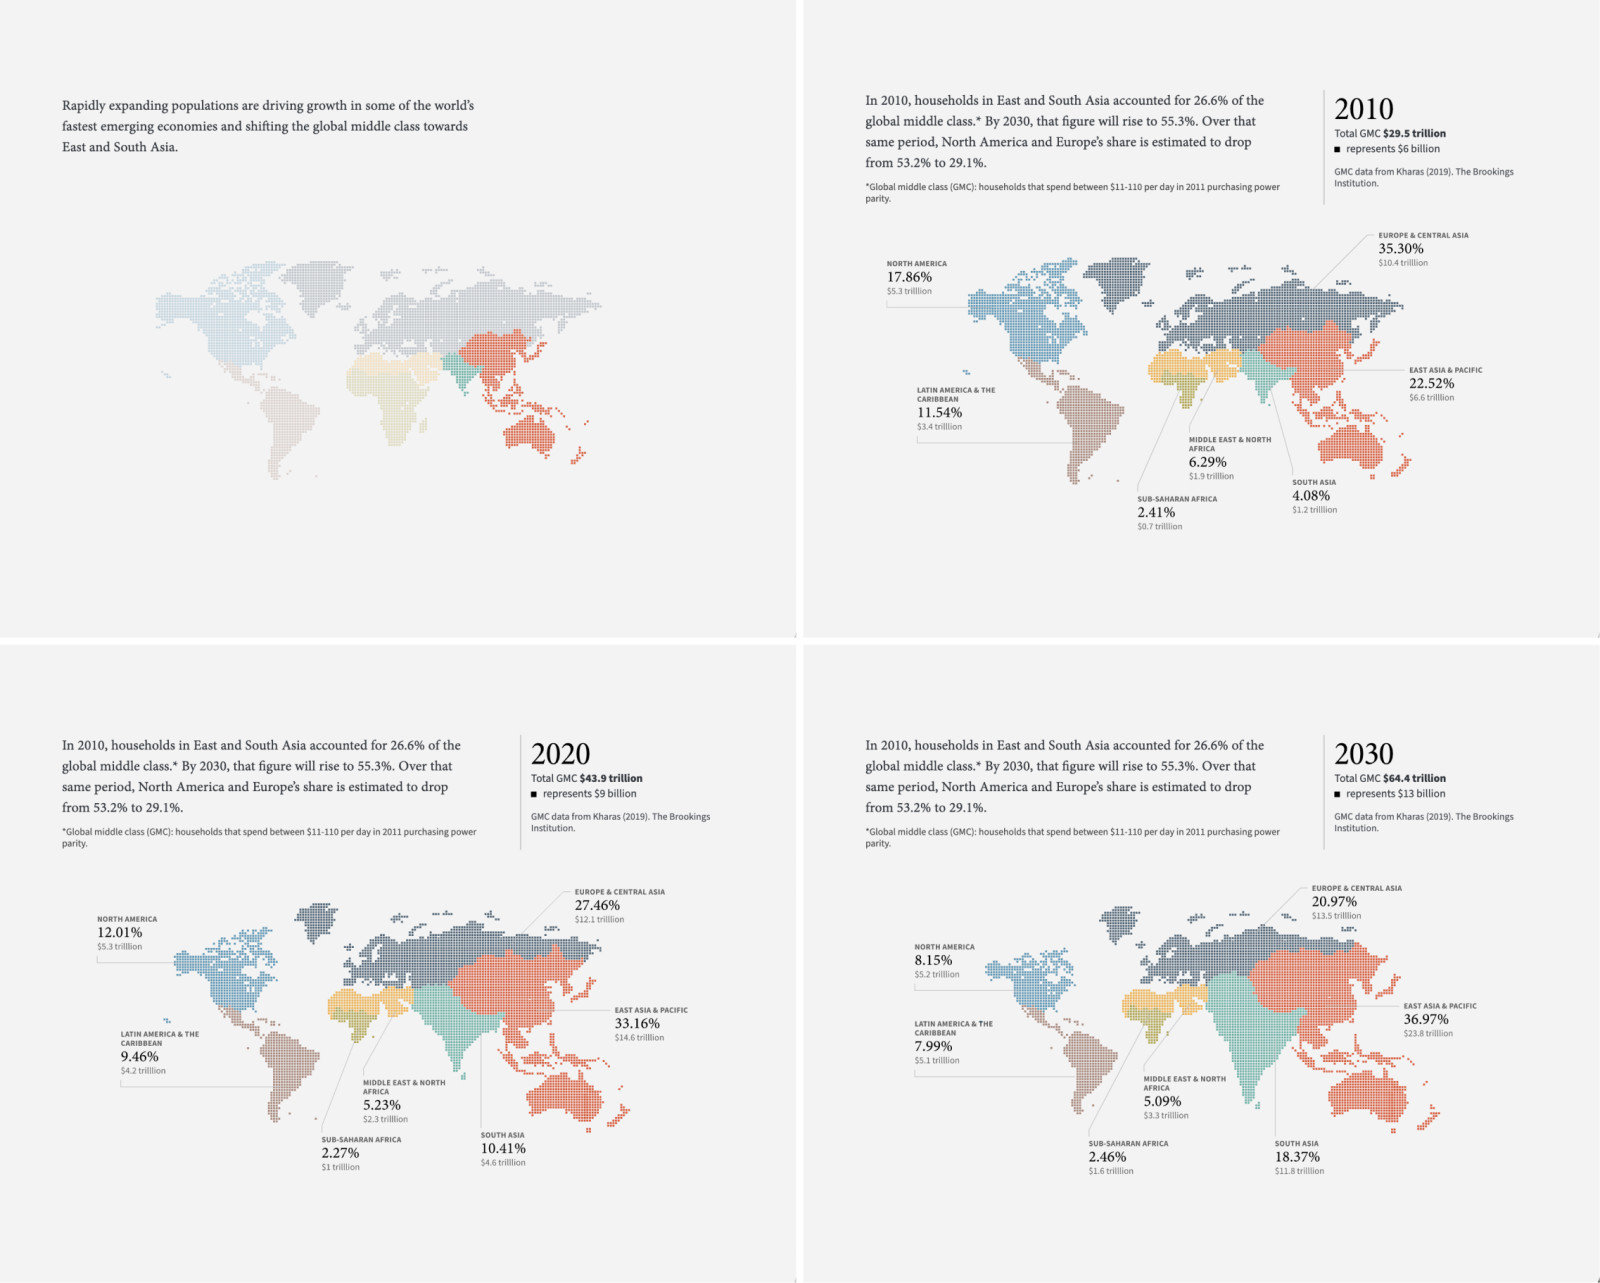 Rapidly expanding populations are driving growth in some of the world's
fastest emerging economies and shifting the global middle class towards
East and South Asia.
In 2010, households in East and South Asia accounted for 26.6% of the
global middle class.* By 2030, that figure will rise to 55.3%. Over that
same period, North America and Europe's share is estimated to drop
from 53.2% to 29.1%.
*Global middle class (GMC): households that spend between $11-110 per day in 2011 purchasing power
parity.
2010
Total GMC $29.5 trillion
represents $6 billion
GMC data from Kharas (2019). The Brookings
Institution.
EUROPE & CENTRAL ASIA
35.30%
$10.4 trilllion
NORTH AMERICA
17.86%
$5.3 trilllion
EAST ASIA & PACIFIC
22.52%
$6.6 trilllion
LATIN AMERICA & THE
CARIBBEAN
11.54%
$3.4 trilllion
MIDDLE EAST & NORTH
AFRICA
6.29%
$1.9 trilllion
SOUTH ASIA
4.08%
$1.2 trilllion
SUB-SAHARAN AFRICA
2.41%
$0.7 trilllion
In 2010, households in East and South Asia accounted for 26.6% of the
global middle class.* By 2030, that figure will rise to 55.3%. Over that
same period, North America and Europe's share is estimated to drop
from 53.2% to 29.1%.
*Global middle class (GMC): households that spend between $11-110 per day in 2011 purchasing power
parity.
2020
Total GMC $43.9 trillion
represents $9 billion
GMC data from Kharas (2019). The Brookings
Institution.
EUROPE & CENTRAL ASIA
27.46%
$12.1 trilllion
NORTH AMERICA
12.01%
$5.3 trilllion
EAST ASIA & PACIFIC
33.16%
$14.6 trilllion
LATIN AMERICA & THE
CARIBBEAN
9.46%
$4.2 trilllion
MIDDLE EAST & NORTH
AFRICA
5.23%
$2.3 trilllion
SOUTH ASIA
10.41%
$4.6 trilllion
SUB-SAHARAN AFRICA
2.27%
$1 trilllion
In 2010, households in East and South Asia accounted for 26.6% of the
global middle class.* By 2030, that figure will rise to 55.3%. Over that
same period, North America and Europe's share is estimated to drop
from 53.2% to 29.1%.
*Global middle class (GMC): households that spend between $11-110 per day in 2011 purchasing power
parity.
2030
Total GMC $64.4 trillion
represents $13 billion
GMC data from Kharas (2019). The Brookings
Institution.
EUROPE & CENTRAL ASIA
20.97%
$13.5 trilllion
NORTH AMERICA
8.15%
$5.2 trilllion
EAST ASIA & PACIFIC
36.97%
$23.8 trilllion
LATIN AMERICA & THE
CARIBBEAN
7.99%
$5.1 trilllion
MIDDLE EAST & NORTH
AFRICA
5.09%
$3.3 trilllion
SUB-SAHARAN AFRICA
2.46%
$1.6 trilllion
SOUTH ASIA
18.37%
$11.8 trilllion